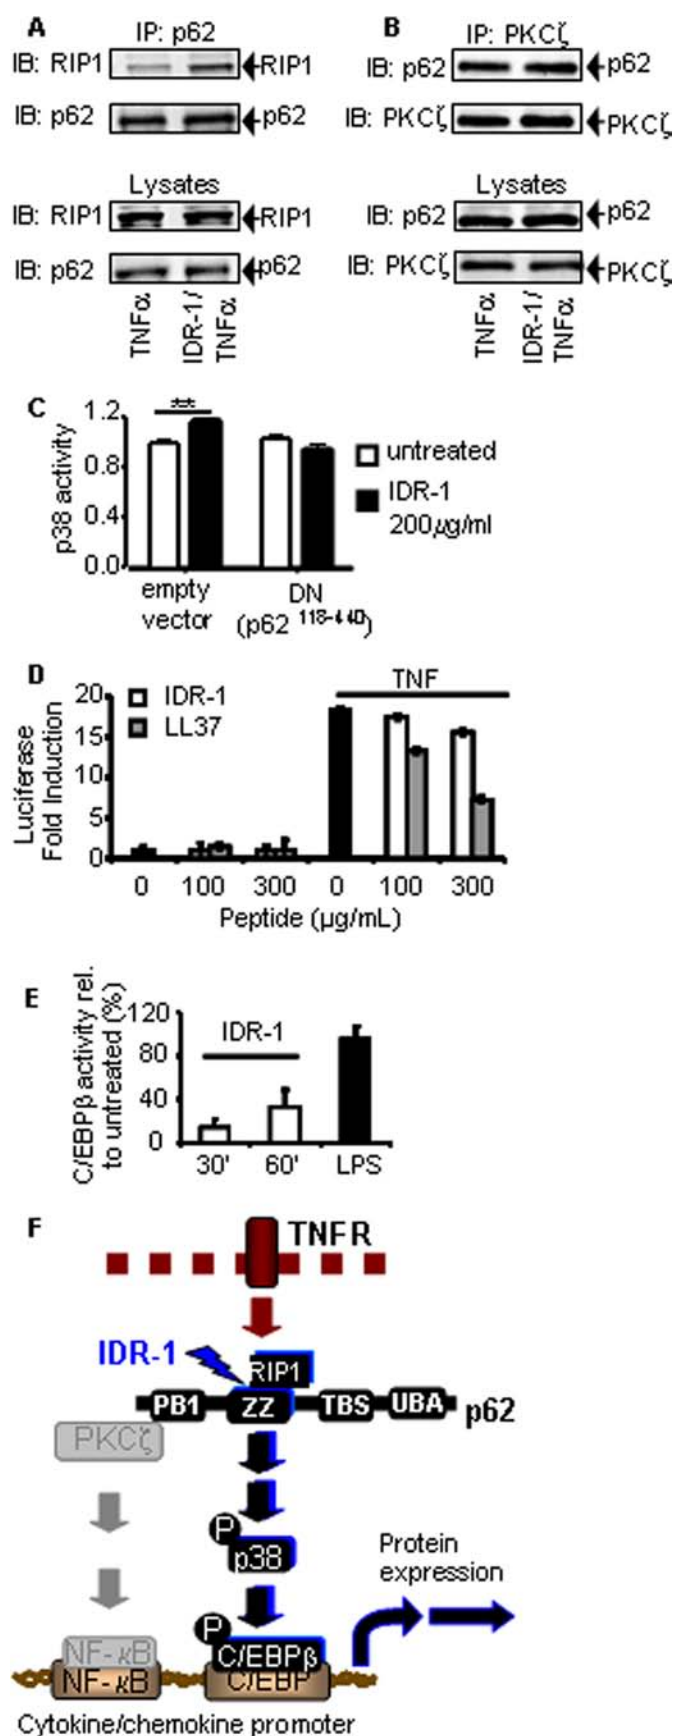 A
IP: p62
IB: RIP1
RIP1
IB: p62
p62
Lysates
IB: RIP1
RIP1
IB: p62
p62
TNFα
IDR-1/
TNFα
B
IP: PKCζ
IB: p62
p62
IB: PKCζ
PKCζ
Lysates
IB: p62
p62
IB: PKCζ
PKCζ
TNFα
IDR-1/
TNFα
C
p38 activity
1.2
0.8
0.4
0.0
**
empty
vector
DN
(p62 118-440)
untreated
IDR-1
200µg/ml
D
Luciferase
Fold Induction
20
15
10
5
0
IDR-1
LL37
TNF
0 100 300 0 100 300
Peptide (µg/mL)
E
C/EBPβ activity rel.
to untreated (%)
120
80
40
0
IDR-1
30' 60' LPS
F
TNFR
IDR-1
RIP1
PB1 ZZ TBS UBA p62
PKCζ
P
p38
Protein
expression
P
NF-κB C/EBPβ
NF-κB C/EBP
Cytokine/chemokine promoter